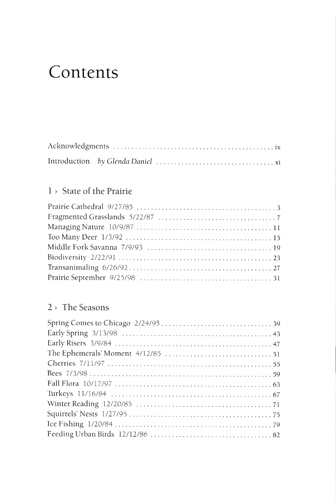 Contents
Acknowledgments ........................................ ix
Introduction by Glenda Daniel ........................................ xi
1 › State of the Prairie
Prairie Cathedral 9/27/85 ........................................ 3
Fragmented Grasslands 5/22/87 ........................................ 7
Managing Nature 10/9/87 ........................................ 11
Too Many Deer 1/3/92 ........................................ 15
Middle Fork Savanna 7/9/93 ........................................ 19
Biodiversity 2/22/91 ........................................ 23
Transanimaling 6/26/92 ........................................ 27
Prairie September 9/25/98 ........................................ 31
2 › The Seasons
Spring Comes to Chicago 2/24/95 ........................................ 39
Early Spring 3/13/98 ........................................ 43
Early Risers 3/9/84 ........................................ 47
The Ephemerals' Moment 4/12/85 ........................................ 51
Cherries 7/11/97 ........................................ 55
Bees 7/3/98 ........................................ 59
Fall Flora 10/17/97 ........................................ 63
Turkeys 11/16/84 ........................................ 67
Winter Reading 12/20/85 ........................................ 71
Squirrels' Nests 1/27/95 ........................................ 75
Ice Fishing 1/20/84 ........................................ 79
Feeding Urban Birds 12/12/86 ........................................ 82